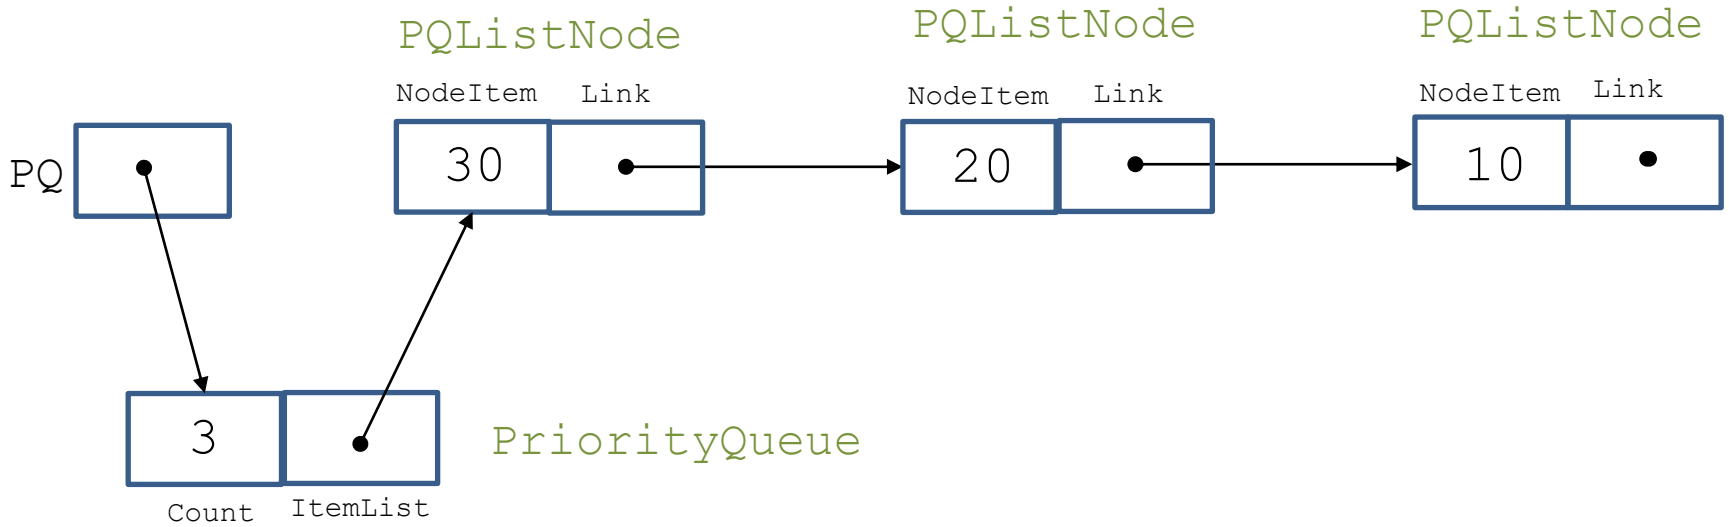 PQListNode PQListNode PQListNode
NodeItem Link NodeItem Link NodeItem Link
PQ 30 20 10
3 PriorityQueue
Count ItemList